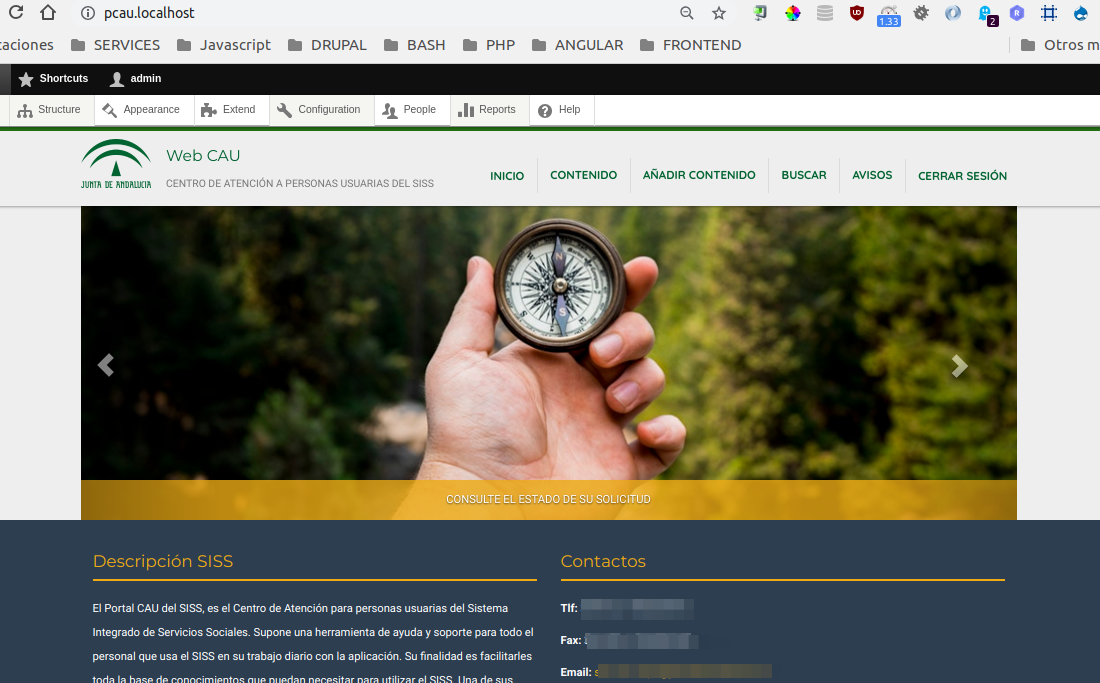 pcau.localhost
1.33
2
caciones SERVICES Javascript DRUPAL BASH PHP ANGULAR FRONTEND Otros m
Shortcuts admin
Structure Appearance Extend Configuration People Reports Help
Web CAU
JUNTA DE ANDALUCIA
CENTRO DE ATENCIÓN A PERSONAS USUARIAS DEL SISS
INICIO CONTENIDO AÑADIR CONTENIDO BUSCAR AVISOS CERRAR SESIÓN
N
S
CONSULTE EL ESTADO DE SU SOLICITUD
Descripción SISS
El Portal CAU del SISS, es el Centro de Atención para personas usuarias del Sistema
Integrado de Servicios Sociales. Supone una herramienta de ayuda y soporte para todo el
personal que usa el SISS en su trabajo diario con la aplicación. Su finalidad es facilitarles
toda la base de conocimientos que puedan necesitar para utilizar el SISS. Una de sus
Contactos
Tlf:
Fax:
Email: